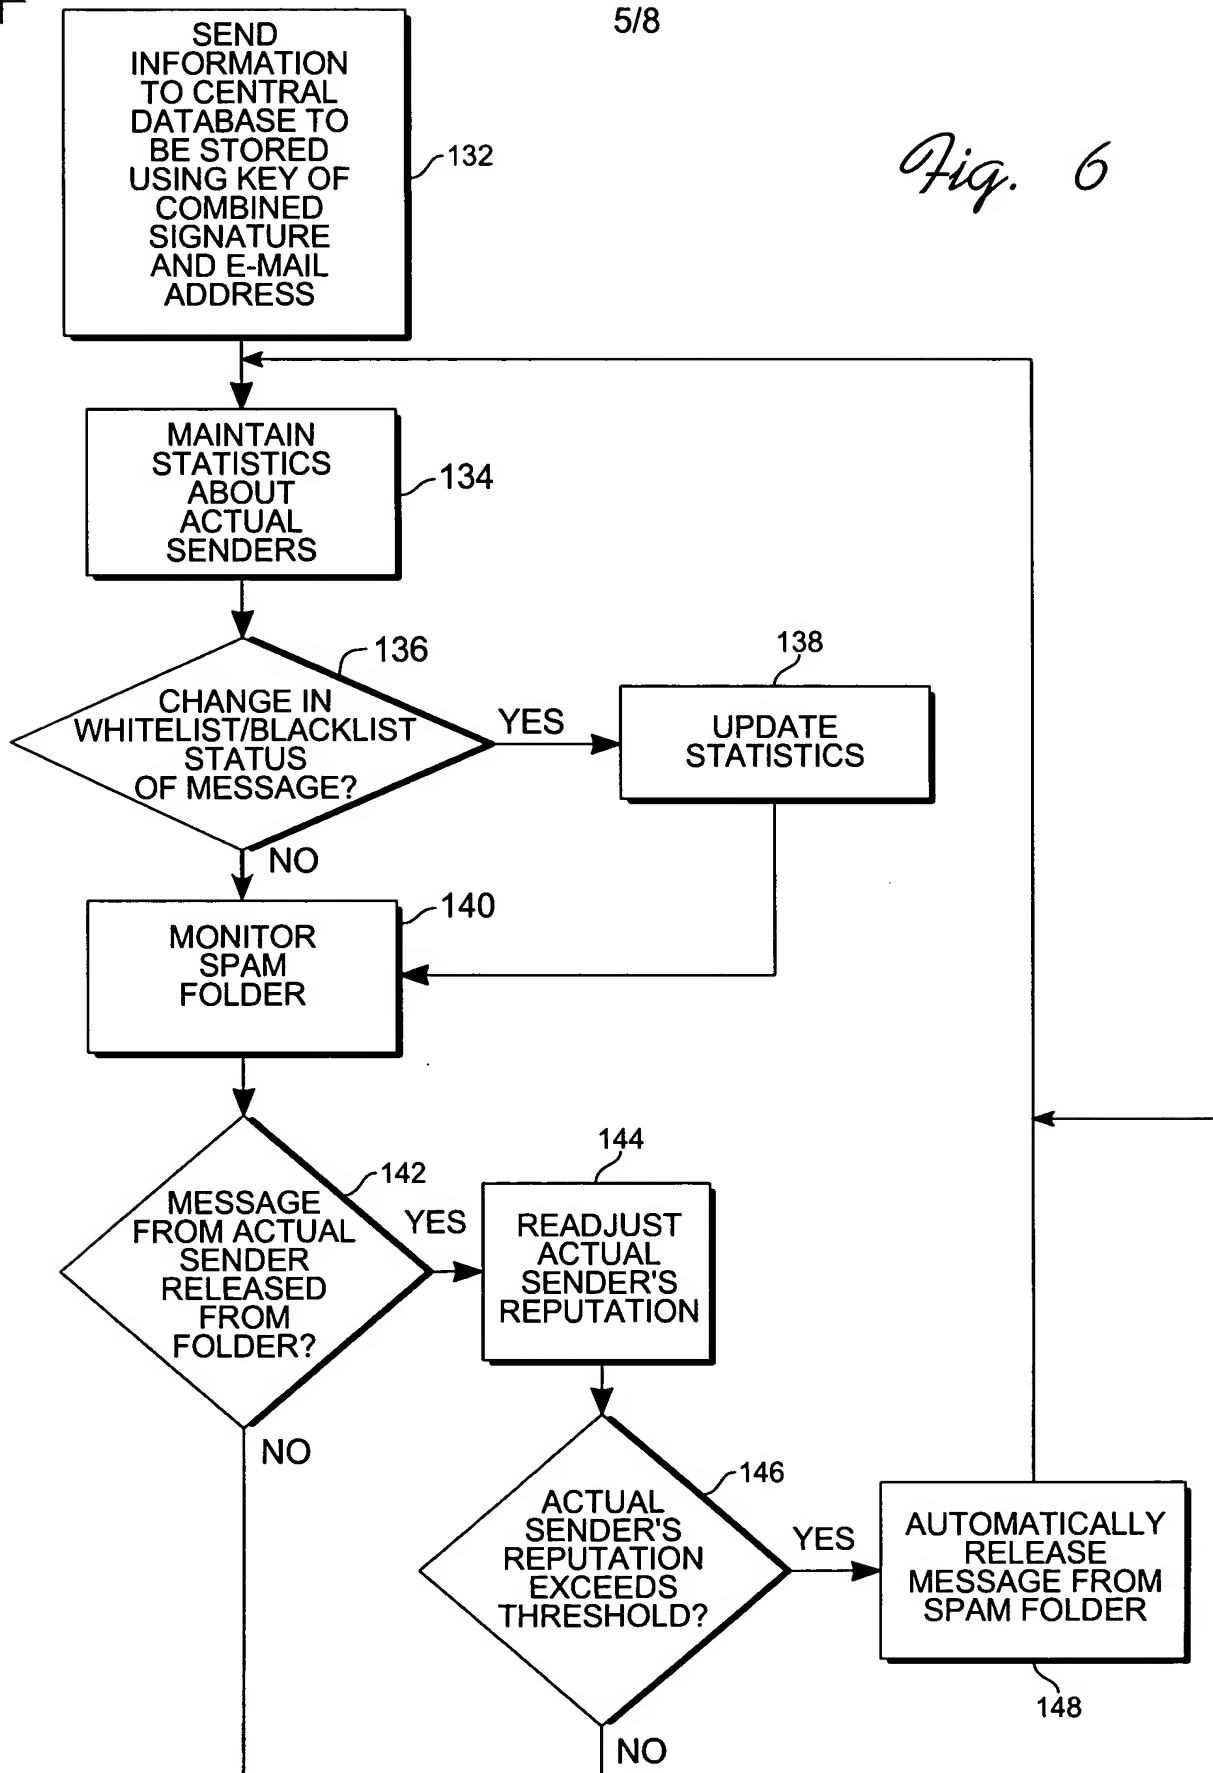 5/8
Fig. 6
SEND
INFORMATION
TO CENTRAL
DATABASE TO
BE STORED
USING KEY OF
COMBINED
SIGNATURE
AND E-MAIL
ADDRESS
132
MAINTAIN
STATISTICS
ABOUT
ACTUAL
SENDERS
134
136
CHANGE IN
WHITELIST/BLACKLIST
STATUS
OF MESSAGE?
YES
138
UPDATE
STATISTICS
NO
140
MONITOR
SPAM
FOLDER
142
MESSAGE
FROM ACTUAL
SENDER
RELEASED
FROM
FOLDER?
YES
144
READJUST
ACTUAL
SENDER'S
REPUTATION
NO
146
ACTUAL
SENDER'S
REPUTATION
EXCEEDS
THRESHOLD?
YES
AUTOMATICALLY
RELEASE
MESSAGE FROM
SPAM FOLDER
148
NO